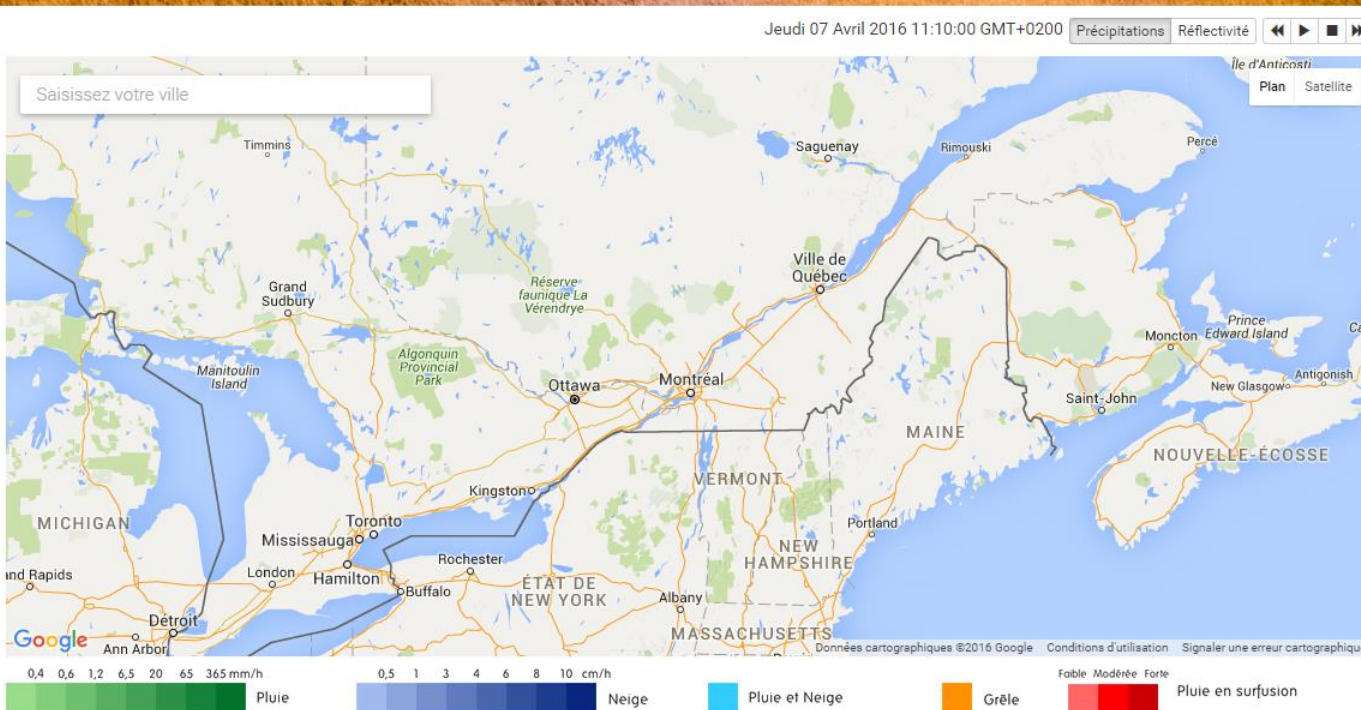 Jeudi 07 Avril 2016 11:10:00 GMT+0200 Précipitations Réflectivité
Île d'Anticosti
Saisissez votre ville
Plan Satellite
Timmins
Saguenay
Rimouski
Percé
Ville de
Québec
Grand
Sudbury
Réserve
faunique La
Vérendrye
Prince
Edward Island
Moncton
Manitoulin
Island
Algonquin
Provincial
Park
Ottawa
Montréal
Antigonish
New Glasgow
Saint-John
MAINE
NOUVELLE-ÉCOSSE
VERMONT
Kingston
MICHIGAN
Toronto
Mississauga
Portland
NEW
HAMPSHIRE
Rochester
London
Hamilton
Buffalo
ÉTAT DE
NEW YORK
Albany
Détroit
MASSACHUSETTS
Google
Ann Arbor
Données cartographiques ©2016 Google Conditions d'utilisation Signaler une erreur cartographique
0,4 0,6 1,2 6,5 20 65 365 mm/h
Pluie
0,5 1 3 4 6 8 10 cm/h
Neige
Pluie et Neige
Grêle
Faible Modérée Forte
Pluie en surfusion